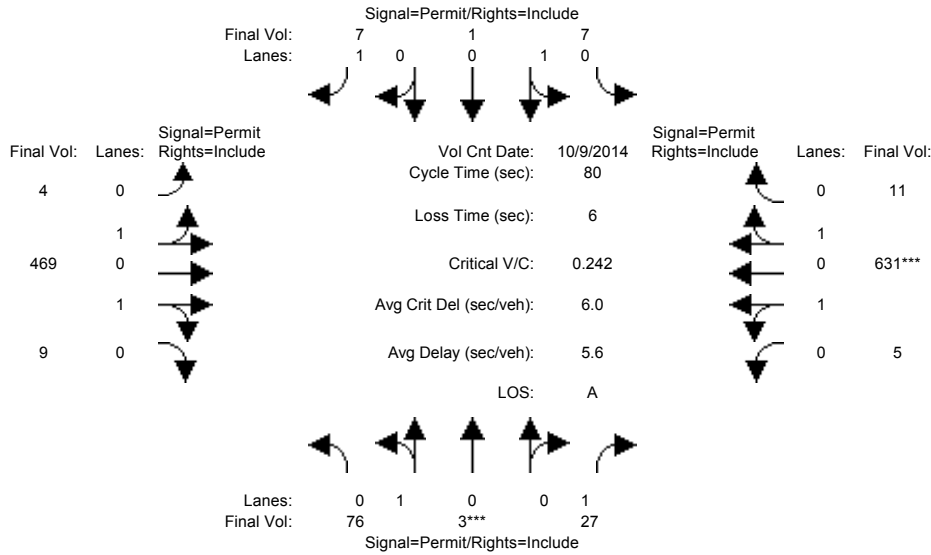 Signal=Permit/Rights=Include
Final Vol: 7 1 7
Lanes: 1 0 0 1 0
Signal=Permit Signal=Permit
Final Vol: Lanes: Rights=Include Vol Cnt Date: 10/9/2014 Rights=Include Lanes: Final Vol:
Cycle Time (sec): 80
4 0 0 11
Loss Time (sec): 6
1 1
469 0 Critical V/C: 0.242 0 631***
1 Avg Crit Del (sec/veh): 6.0 1
9 0 Avg Delay (sec/veh): 5.6 0 5
LOS: A
Lanes: 0 1 0 0 1
Final Vol: 76 3*** 27
Signal=Permit/Rights=Include